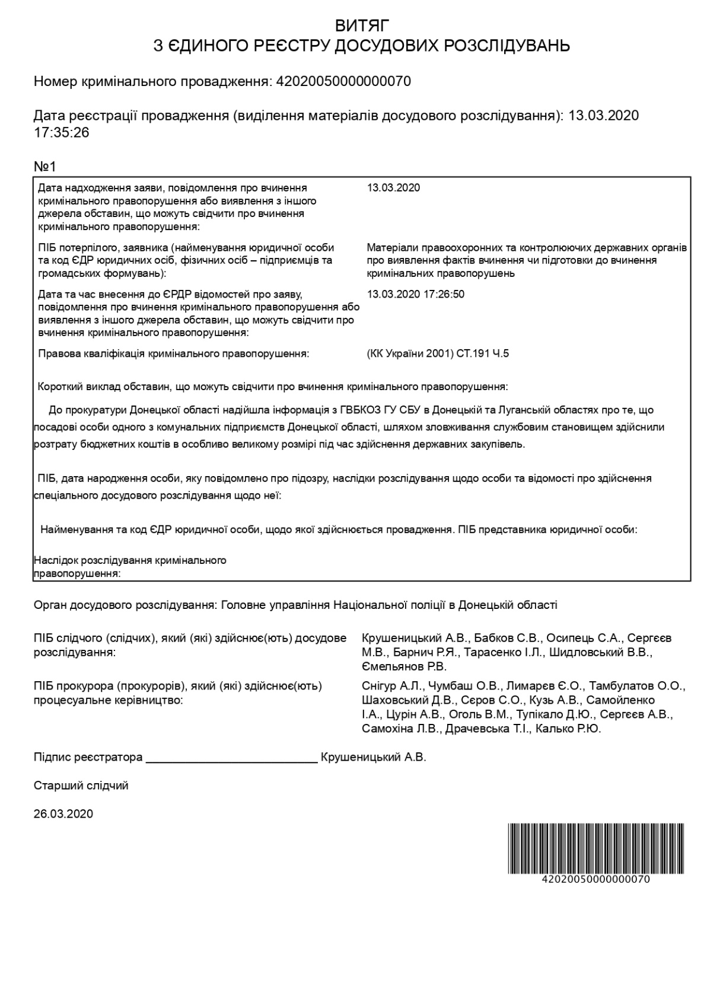 ВИТЯГ
З ЄДИНОГО РЕЄСТРУ ДОСУДОВИХ РОЗСЛІДУВАНЬ
Номер кримінального провадження: 42020050000000070
Дата реєстрації провадження (виділення матеріалів досудового розслідування): 13.03.2020
17:35:26
№1
Дата надходження заяви, повідомлення про вчинення
кримінального правопорушення або виявлення з іншого
джерела обставин, що можуть свідчити про вчинення
кримінального правопорушення:
13.03.2020
ПІБ потерпілого, заявника (найменування юридичної особи
та код ЄДР юридичних осіб, фізичних осіб – підприємців та
громадських формувань):
Матеріали правоохоронних та контролюючих державних органів
про виявлення фактів вчинення чи підготовки до вчинення
кримінальних правопорушень
Дата та час внесення до ЄРДР відомостей про заяву,
повідомлення про вчинення кримінального правопорушення або
виявлення з іншого джерела обставин, що можуть свідчити про
вчинення кримінального правопорушення:
13.03.2020 17:26:50
Правова кваліфікація кримінального правопорушення:
(КК України 2001) СТ.191 Ч.5
Короткий виклад обставин, що можуть свідчити про вчинення кримінального правопорушення:
До прокуратури Донецької області надійшла інформація з ГВБКОЗ ГУ СБУ в Донецькій та Луганській областях про те, що
посадові особи одного з комунальних підприємств Донецької області, шляхом зловживання службовим становищем здійснили
розтрату бюджетних коштів в особливо великому розмірі під час здійснення державних закупівель.
ПІБ, дата народження особи, яку повідомлено про підозру, наслідки розслідування щодо особи та відомості про здійснення
спеціального досудового розслідування щодо неї:
Найменування та код ЄДР юридичної особи, щодо якої здійснюється провадження. ПІБ представника юридичної особи:
Наслідок розслідування кримінального
правопорушення:
Орган досудового розслідування: Головне управління Національної поліції в Донецькій області
ПІБ слідчого (слідчих), який (які) здійснює(ють) досудове
розслідування:
Крушеницький А.В., Бабков С.В., Осипець С.А., Сергєєв
М.В., Барнич Р.Я., Тарасенко І.Л., Шидловський В.В.,
Ємельянов Р.В.
ПІБ прокурора (прокурорів), який (які) здійснює(ють)
процесуальне керівництво:
Снігур А.Л., Чумбаш О.В., Лимарєв Є.О., Тамбулатов О.О.,
Шаховський Д.В., Сєров С.О., Кузь А.В., Самойленко
І.А., Цурін А.В., Оголь В.М., Тупікало Д.Ю., Сергєєв А.В.,
Самохіна Л.В., Драчевська Т.І., Калько Р.Ю.
Підпис реєстратора __________________________ Крушеницький А.В.
Старший слідчий
26.03.2020
42020050000000070